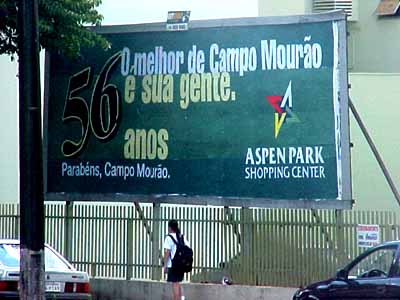 O melhor de Campo Mourão
é sua gente.
56
anos
Parabéns, Campo Mourão.
ASPEN PARK
SHOPPING CENTER